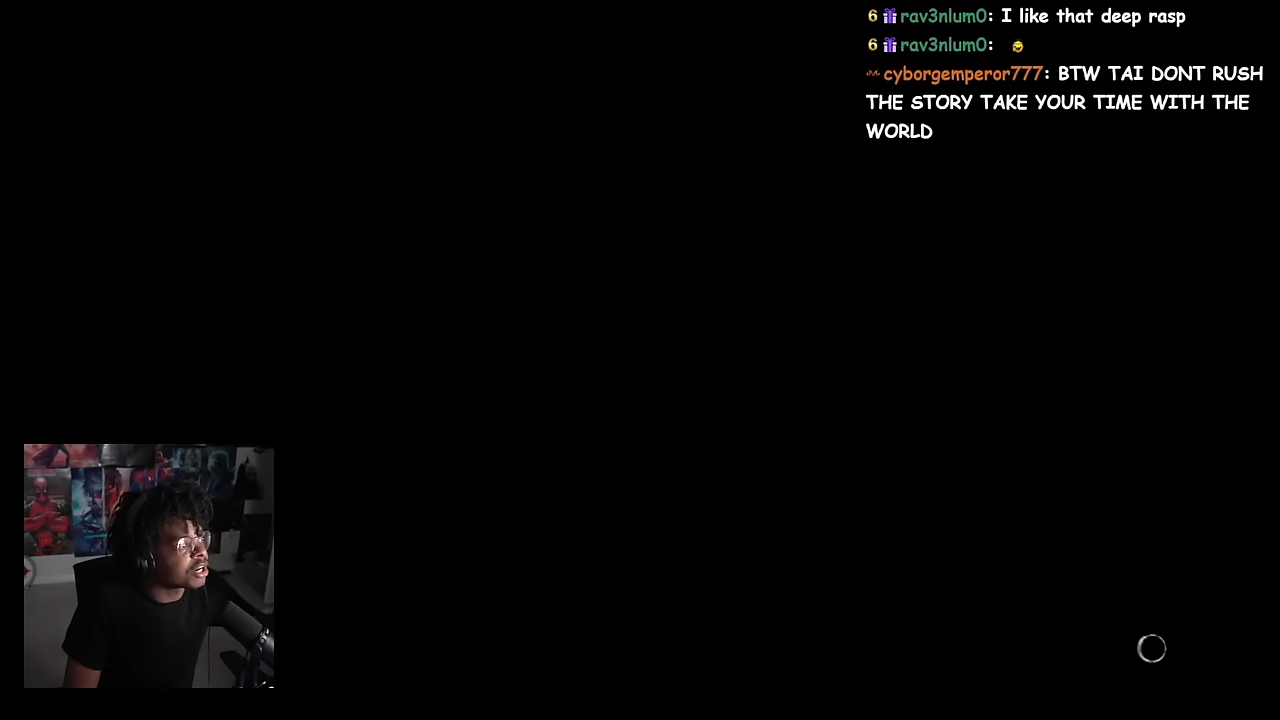 6 rav3nlum0: I like that deep rasp
6 rav3nlum0:
cyborgemperor777: BTW TAI DONT RUSH
THE STORY TAKE YOUR TIME WITH THE
WORLD